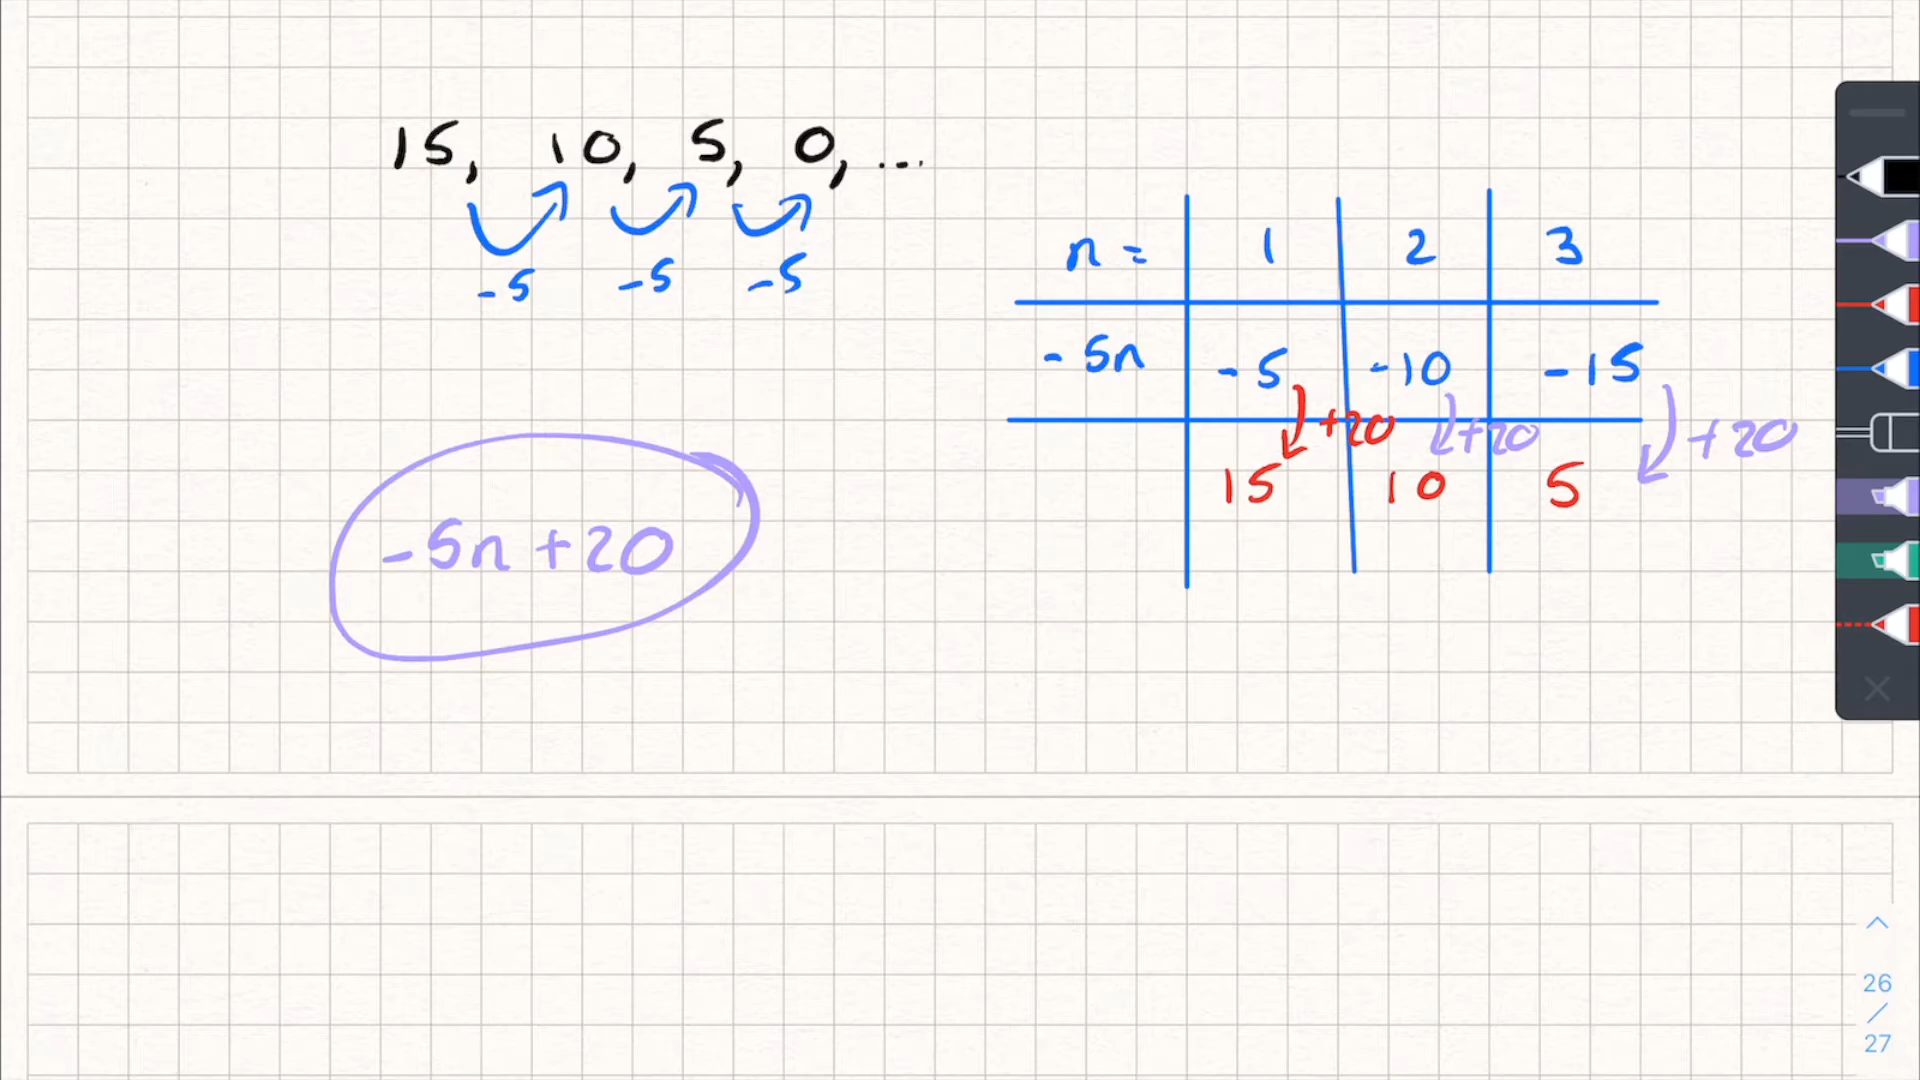 15, 10, 5, 0, ...
-5 -5 -5
n = 1 2 3
-5n -5 -10 -15
+20 +20 +20
15 10 5
-5n+20
26
/
27